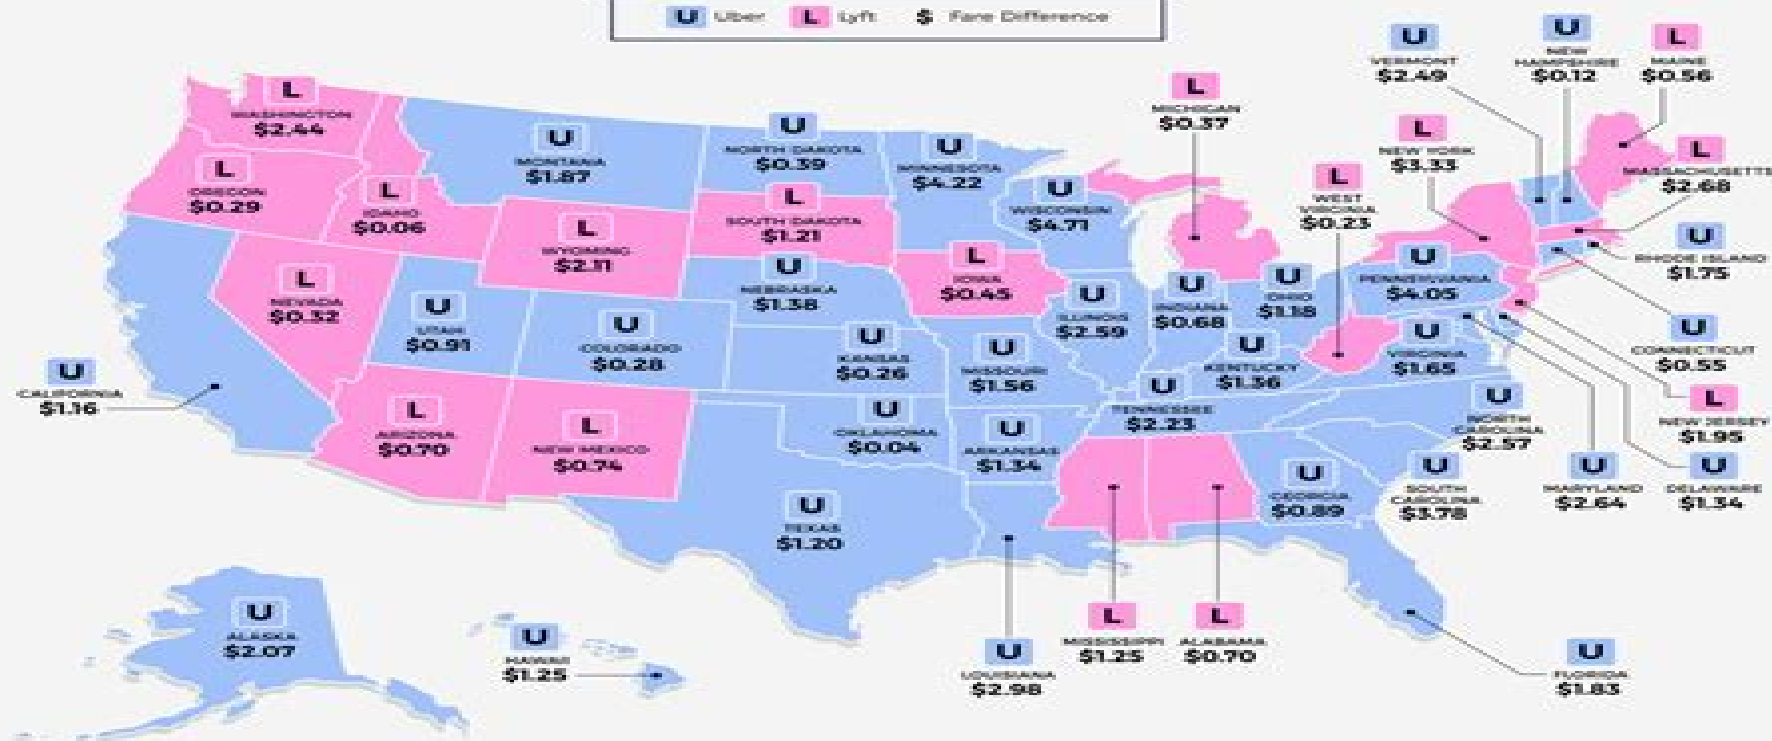 U Uber L Lyft $ Fare Difference
U
VERMONT
$2.49
U
NEW
HAMPSHIRE
$0.12
L
MAINE
$0.56
L
WASHINGTON
$2.44
L
MICHIGAN
$0.37
L
NEW YORK
$3.33
L
MASSACHUSETTS
$2.68
U
MONTANA
$1.87
U
NORTH DAKOTA
$0.39
U
MINNESOTA
$4.22
L
OREGON
$0.29
L
IDAHO
$0.06
L
WYOMING
$2.11
L
SOUTH DAKOTA
$1.21
U
WISCONSIN
$4.71
L
WEST
VIRGINIA
$0.23
U
RHODE ISLAND
$1.75
L
NEVADA
$0.32
U
UTAH
$0.91
U
COLORADO
$0.28
U
NEBRASKA
$1.38
L
IOWA
$0.45
U
ILLINOIS
$2.59
U
INDIANA
$0.68
U
OHIO
$1.18
U
PENNSYLVANIA
$4.05
U
CONNECTICUT
$0.55
U
CALIFORNIA
$1.16
U
KANSAS
$0.26
U
MISSOURI
$1.56
U
KENTUCKY
$1.36
U
VIRGINIA
$1.65
L
NEW JERSEY
$1.95
L
ARIZONA
$0.70
L
NEW MEXICO
$0.74
U
OKLAHOMA
$0.04
U
ARKANSAS
$1.34
U
TENNESSEE
$2.23
U
NORTH
CAROLINA
$2.57
U
TEXAS
$1.20
U
GEORGIA
$0.89
U
SOUTH
CAROLINA
$3.78
U
MARYLAND
$2.64
U
DELAWARE
$1.34
U
ALASKA
$2.07
U
HAWAII
$1.25
U
LOUISIANA
$2.98
L
MISSISSIPPI
$1.25
L
ALABAMA
$0.70
U
FLORIDA
$1.83